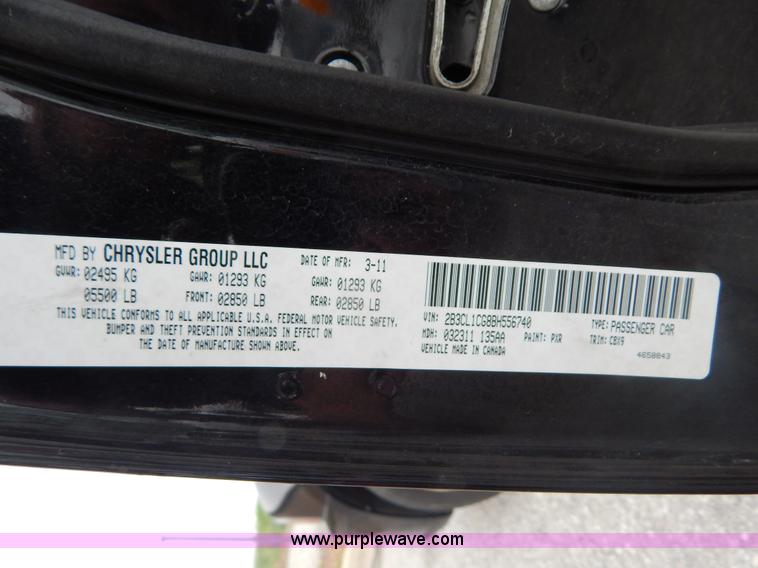 MFD BY CHRYSLER GROUP LLC DATE OF MFR: 3-11
GVWR: 02495 KG GAWR: 01293 KG GAWR: 01293 KG
05500 LB FRONT: 02850 LB REAR: 02850 LB
THIS VEHICLE CONFORMS TO ALL APPLICABLE U.S.A. FEDERAL MOTOR VEHICLE SAFETY,
BUMPER AND THEFT PREVENTION STANDARDS IN EFFECT ON
THE DATE OF MANUFACTURE SHOWN ABOVE.
VIN: 2B3CL1CG8BH556740 TYPE: PASSENGER CAR
MDH: 032311 135AA PAINT: PXR TRIM: CBX9
VEHICLE MADE IN CANADA 4658843
www.purplewave.com